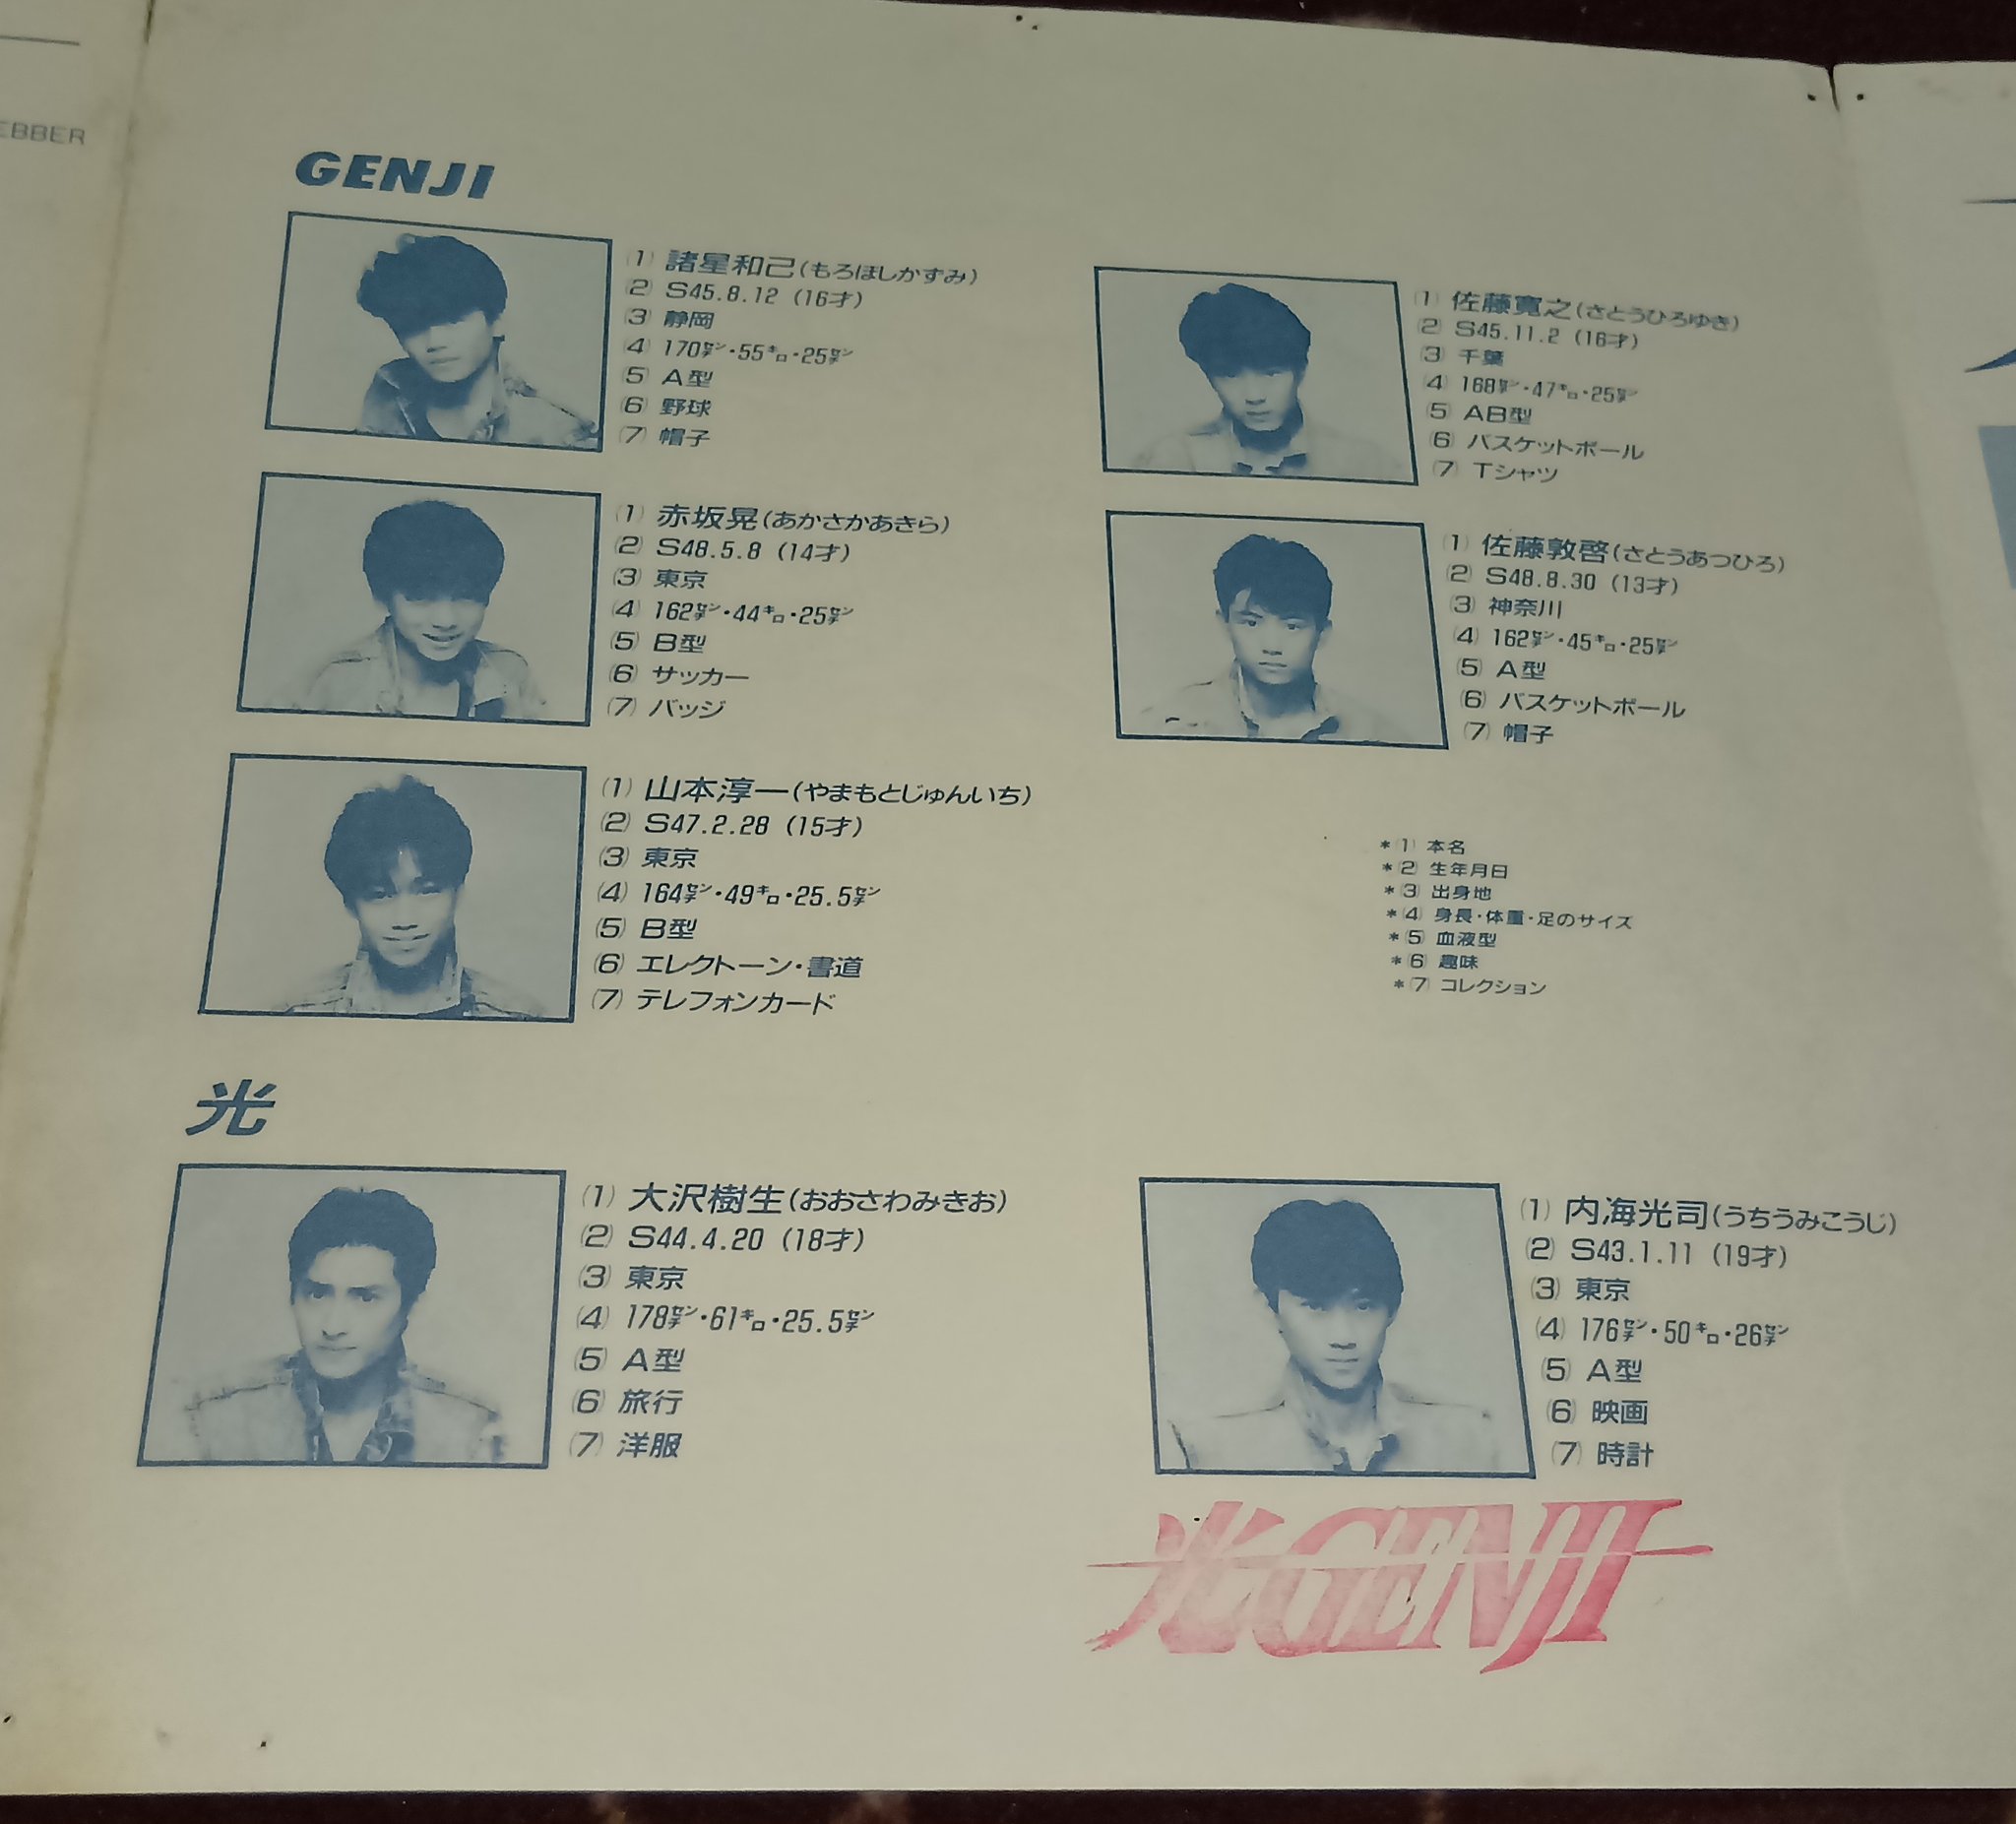 EBBER
GENJI
(1) 諸星和己(もろほしかずみ)
(2) S45.8.12 (16才)
(3) 静岡
(4) 170㌢・55㌔・25㌢
(5) A型
(6) 野球
(7) 帽子
(1) 赤坂晃(あかさかあきら)
(2) S48.5.8 (14才)
(3) 東京
(4) 162㌢・44㌔・25㌢
(5) B型
(6) サッカー
(7) バッジ
(1) 山本淳一(やまもとじゅんいち)
(2) S47.2.28 (15才)
(3) 東京
(4) 164㌢・49㌔・25.5㌢
(5) B型
(6) エレクトーン・書道
(7) テレフォンカード
(1) 佐藤寛之(さとうひろゆき)
(2) S45.11.2 (16才)
(3) 千葉
(4) 168㌢・47㌔・25㌢
(5) AB型
(6) バスケットボール
(7) Tシャツ
(1) 佐藤敦啓(さとうあつひろ)
(2) S48.8.30 (13才)
(3) 神奈川
(4) 162㌢・45㌔・25㌢
(5) A型
(6) バスケットボール
(7) 帽子
*(1) 本名
*(2) 生年月日
*(3) 出身地
*(4) 身長・体重・足のサイズ
*(5) 血液型
*(6) 趣味
*(7) コレクション
光
(1) 大沢樹生(おおさわみきお)
(2) S44.4.20 (18才)
(3) 東京
(4) 178㌢・61㌔・25.5㌢
(5) A型
(6) 旅行
(7) 洋服
(1) 内海光司(うちうみこうじ)
(2) S43.1.11 (19才)
(3) 東京
(4) 176㌢・50㌔・26㌢
(5) A型
(6) 映画
(7) 時計
光GENJI